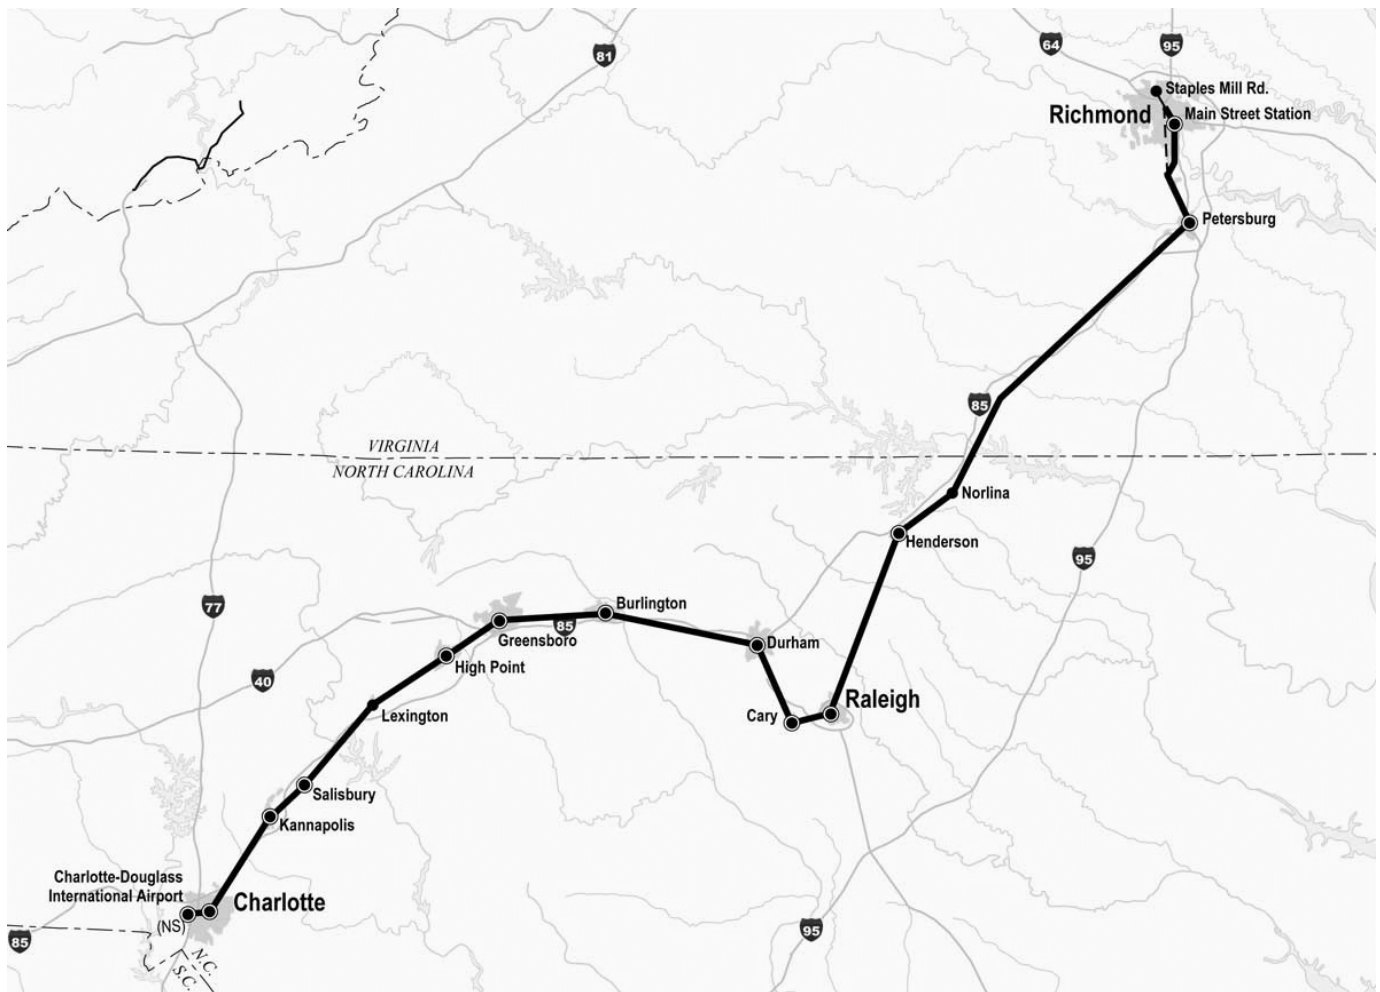 81
64
95
Staples Mill Rd.
Richmond
Main Street Station
Petersburg
85
VIRGINIA
NORTH CAROLINA
Norlina
Henderson
95
77
Burlington
85
Greensboro
Durham
High Point
40
Raleigh
Lexington
Cary
Salisbury
Kannapolis
Charlotte-Douglass
International Airport
Charlotte
(NS)
85
95
N.C.
S.C.